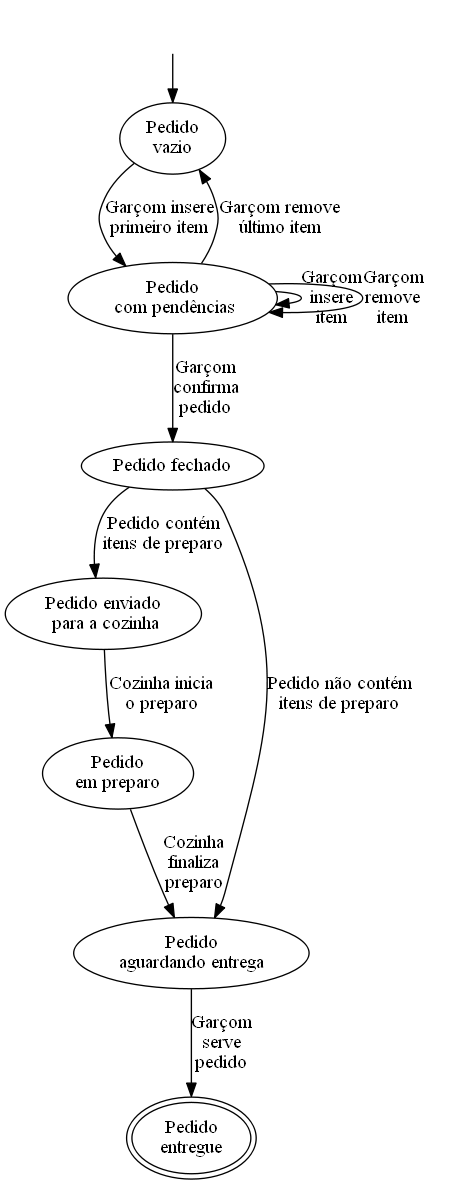 Pedido
vazio
Garçom insere
primeiro item
Garçom remove
último item
Pedido
com pendências
Garçom
insere
item
Garçom
remove
item
Garçom
confirma
pedido
Pedido fechado
Pedido contém
itens de preparo
Pedido enviado
para a cozinha
Cozinha inicia
o preparo
Pedido não contém
itens de preparo
Pedido
em preparo
Cozinha
finaliza
preparo
Pedido
aguardando entrega
Garçom
serve
pedido
Pedido
entregue